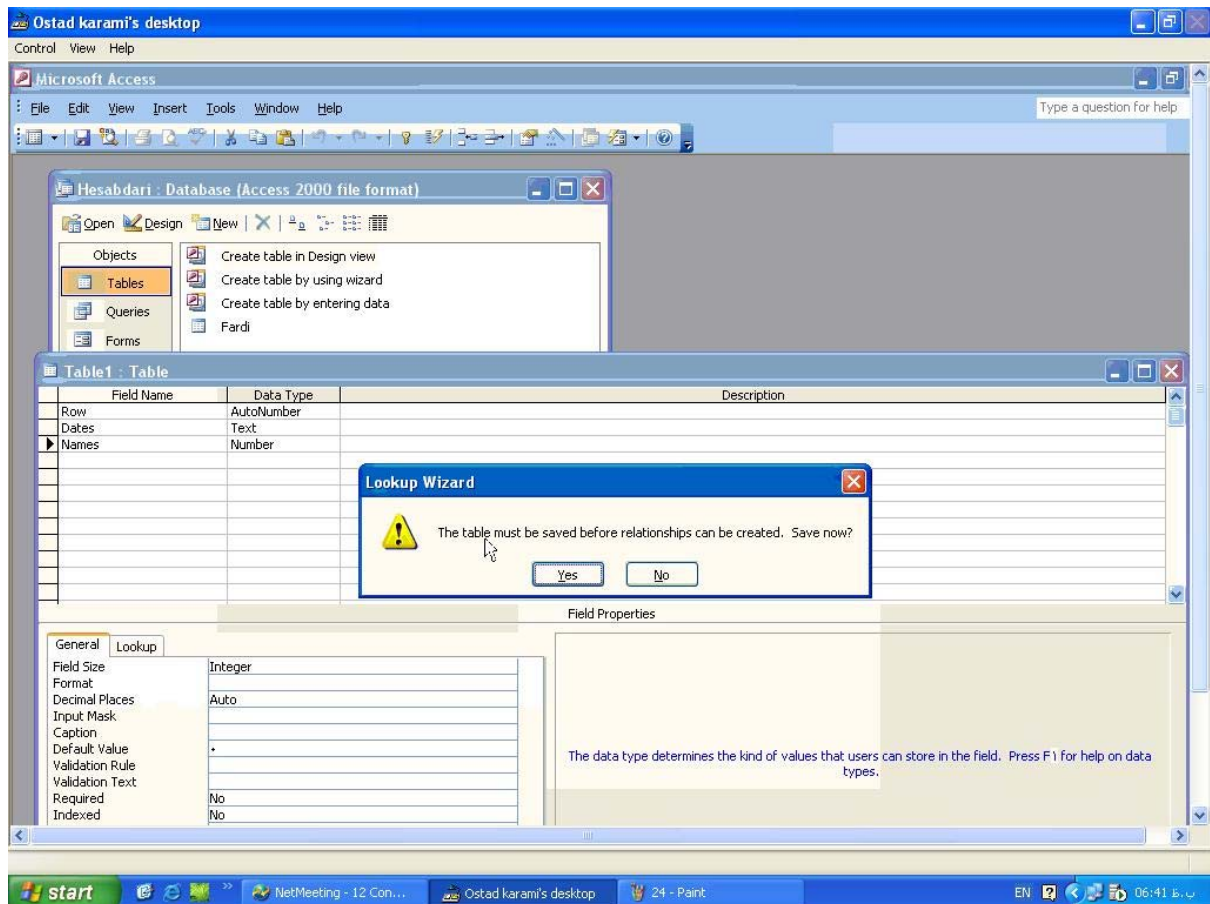 Ostad karami's desktop
Control View Help
Microsoft Access
File Edit View Insert Tools Window Help
Type a question for help
Hesabdari : Database (Access 2000 file format)
Open Design New
Objects
Tables
Queries
Forms
Create table in Design view
Create table by using wizard
Create table by entering data
Fardi
Table1 : Table
Field Name Data Type Description
Row AutoNumber
Dates Text
Names Number
Lookup Wizard
The table must be saved before relationships can be created. Save now?
Yes No
Field Properties
General Lookup
Field Size Integer
Format
Decimal Places Auto
Input Mask
Caption
Default Value ٠
Validation Rule
Validation Text
Required No
Indexed No
The data type determines the kind of values that users can store in the field. Press F١ for help on data
types.
start
NetMeeting - 12 Con...
Ostad karami's desktop
24 - Paint
EN
06:41 ب.ظ